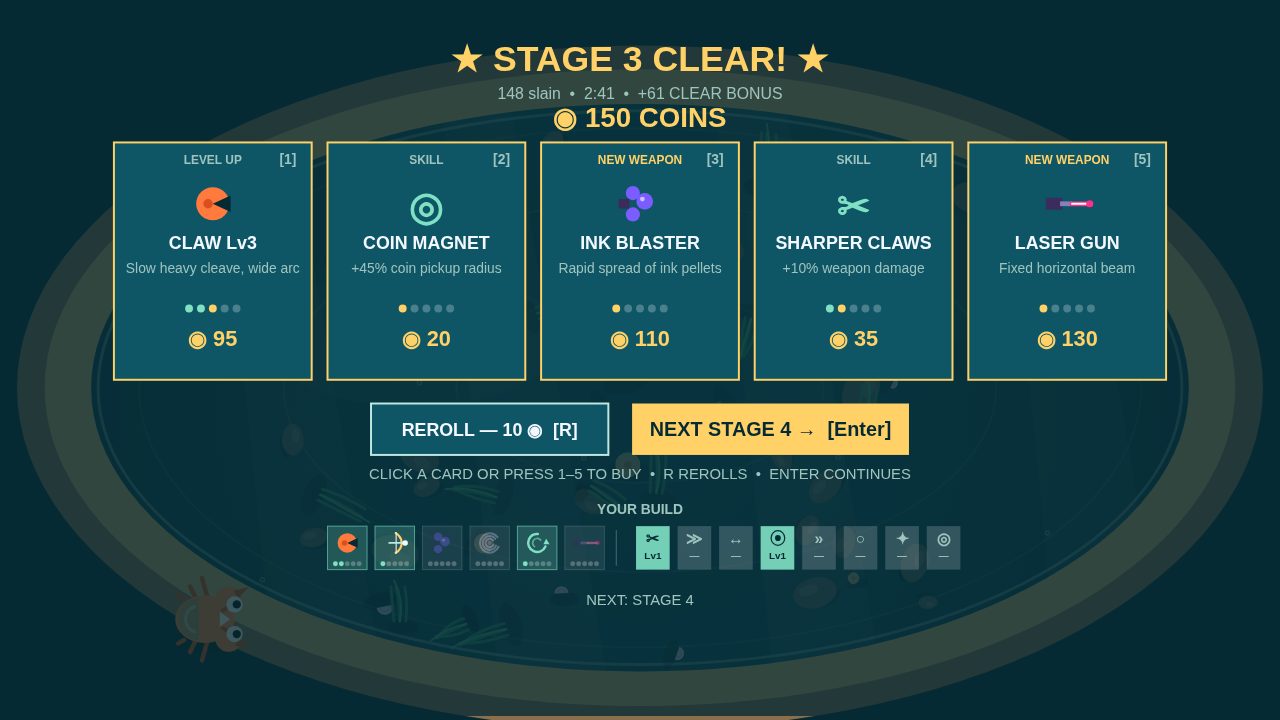 ★ STAGE 3 CLEAR! ★
148 slain • 2:41 • +61 CLEAR BONUS
◉ 150 COINS
LEVEL UP [1]
CLAW Lv3
Slow heavy cleave, wide arc
◉ 95
SKILL [2]
COIN MAGNET
+45% coin pickup radius
◉ 20
NEW WEAPON [3]
INK BLASTER
Rapid spread of ink pellets
◉ 110
SKILL [4]
SHARPER CLAWS
+10% weapon damage
◉ 35
NEW WEAPON [5]
LASER GUN
Fixed horizontal beam
◉ 130
REROLL — 10 ◉ [R]
NEXT STAGE 4 → [Enter]
CLICK A CARD OR PRESS 1–5 TO BUY • R REROLLS • ENTER CONTINUES
YOUR BUILD
Lv1 — — Lv1 — — — —
NEXT: STAGE 4